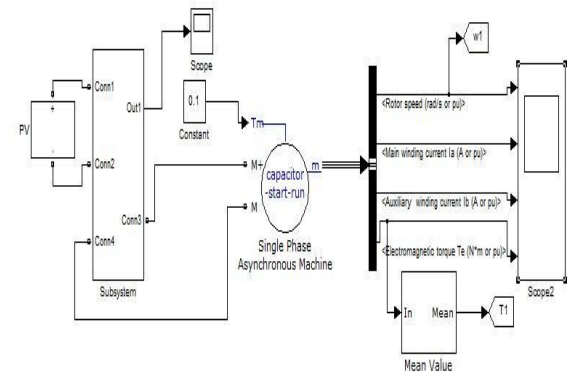 w1
Scope
Conn1
Out1
0.1
Constant
<Rotor speed (rad/s or pu)>
Tm
+
PV
-
Conn2
M+
capacitor
-start-run
m
<Main winding current Ia (A or pu)>
Conn3
M
<Auxiliary winding current Ib (A or pu)>
Conn4
Single Phase
Asynchronous Machine
<Electromagnetic torque Te (N*m or pu)>
Subsystem
Scope2
In
Mean
T1
Mean Value